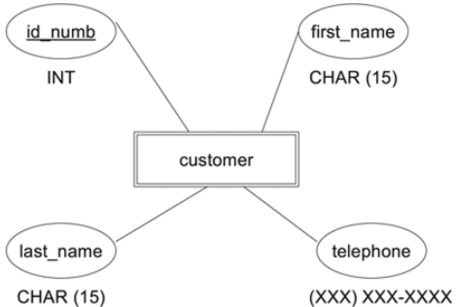 id_numb
first_name
INT
CHAR (15)
customer
last_name
telephone
CHAR (15)
(XXX) XXX-XXXX